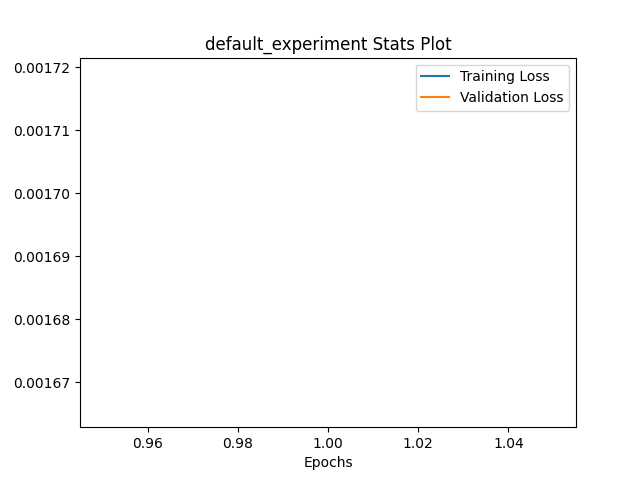 default_experiment Stats Plot
Training Loss
Validation Loss
0.00172
0.00171
0.00170
0.00169
0.00168
0.00167
0.96 0.98 1.00 1.02 1.04
Epochs